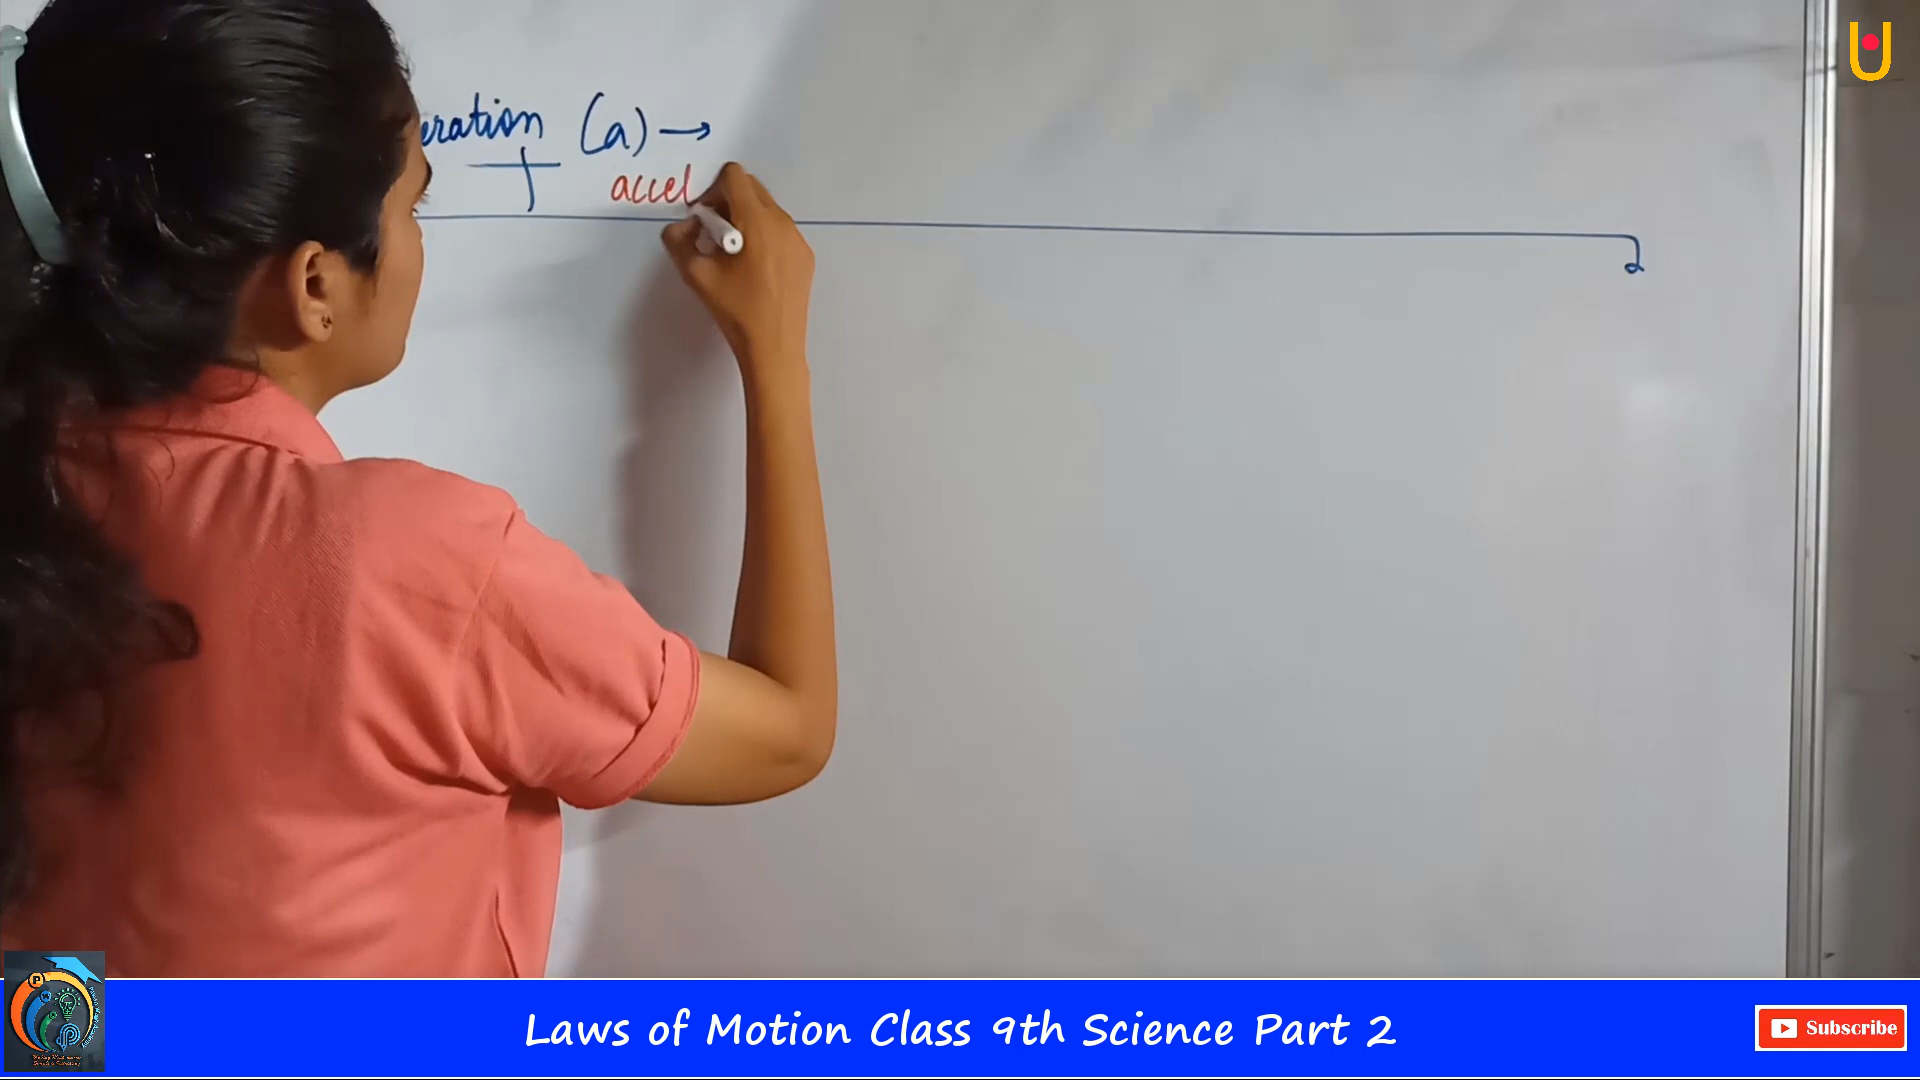 eration (a) →
accel
Laws of Motion Class 9th Science Part 2
Subscribe